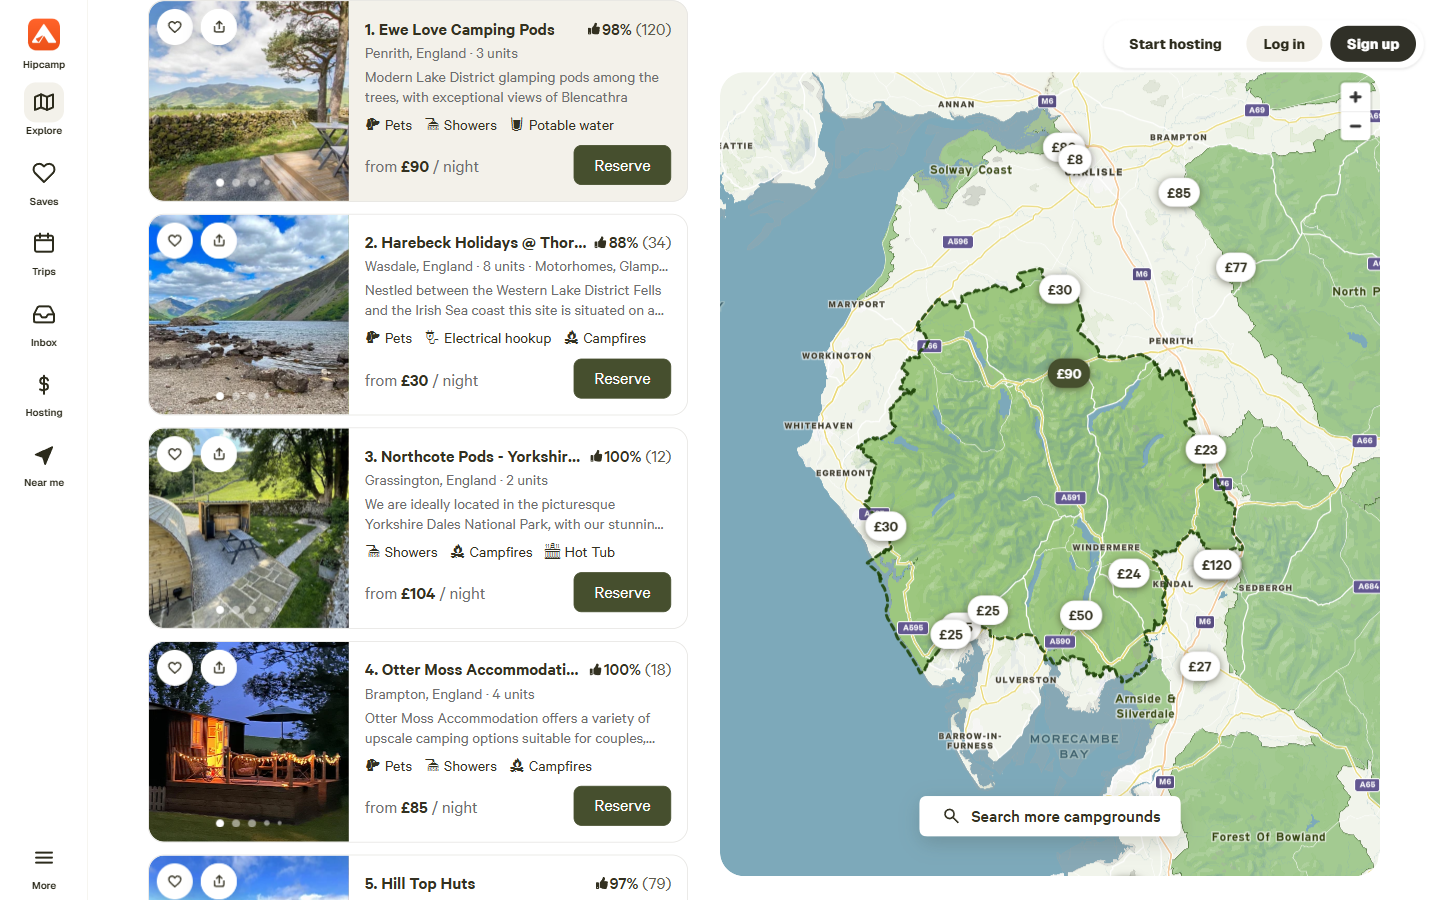 Hipcamp
Explore
Saves
Trips
Inbox
Hosting
Near me
More
1. Ewe Love Camping Pods
98% (120)
Penrith, England · 3 units
Modern Lake District glamping pods among the
trees, with exceptional views of Blencathra
Pets Showers Potable water
from £90 / night
Reserve
2. Harebeck Holidays @ Thor...
88% (34)
Wasdale, England · 8 units · Motorhomes, Glamp...
Nestled between the Western Lake District Fells
and the Irish Sea coast this site is situated on a...
Pets Electrical hookup Campfires
from £30 / night
Reserve
3. Northcote Pods - Yorkshir...
100% (12)
Grassington, England · 2 units
We are ideally located in the picturesque
Yorkshire Dales National Park, with our stunnin...
Showers Campfires Hot Tub
from £104 / night
Reserve
4. Otter Moss Accommodati...
100% (18)
Brampton, England · 4 units
Otter Moss Accommodation offers a variety of
upscale camping options suitable for couples,...
Pets Showers Campfires
from £85 / night
Reserve
5. Hill Top Huts
97% (79)
Start hosting
Log in
Sign up
+
−
ANNAN
M6
A69
BRAMPTON
£8
Solway Coast
£85
A596
£77
M6
£30
North P
MARYPORT
A66
WORKINGTON
PENRITH
£90
WHITEHAVEN
A66
£23
EGREMONT
M6
A591
£30
WINDERMERE
£120
£24
KENDAL
SEDBERGH
A684
£25
£50
A595
£25
A590
M6
£27
ULVERSTON
Arnside &
Silverdale
BARROW-IN-
FURNESS
MORECAMBE
BAY
M6
A65
Search more campgrounds
Forest Of Bowland